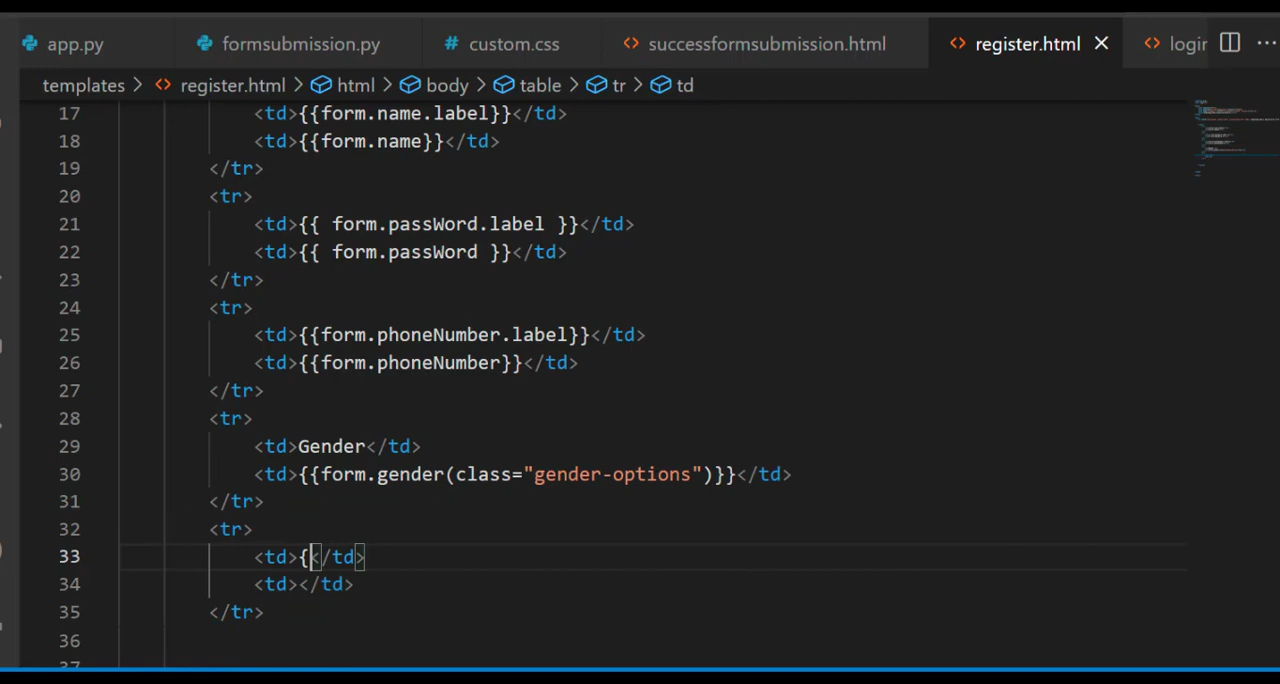 app.py formsubmission.py # custom.css <> successformsubmission.html <> register.html × <> login ...
templates > <> register.html > html > body > table > tr > td
17 <td>{{form.name.label}}</td>
18 <td>{{form.name}}</td>
19 </tr>
20 <tr>
21 <td>{{ form.passWord.label }}</td>
22 <td>{{ form.passWord }}</td>
23 </tr>
24 <tr>
25 <td>{{form.phoneNumber.label}}</td>
26 <td>{{form.phoneNumber}}</td>
27 </tr>
28 <tr>
29 <td>Gender</td>
30 <td>{{form.gender(class="gender-options")}}</td>
31 </tr>
32 <tr>
33 <td>{</td>
34 <td></td>
35 </tr>
36
37